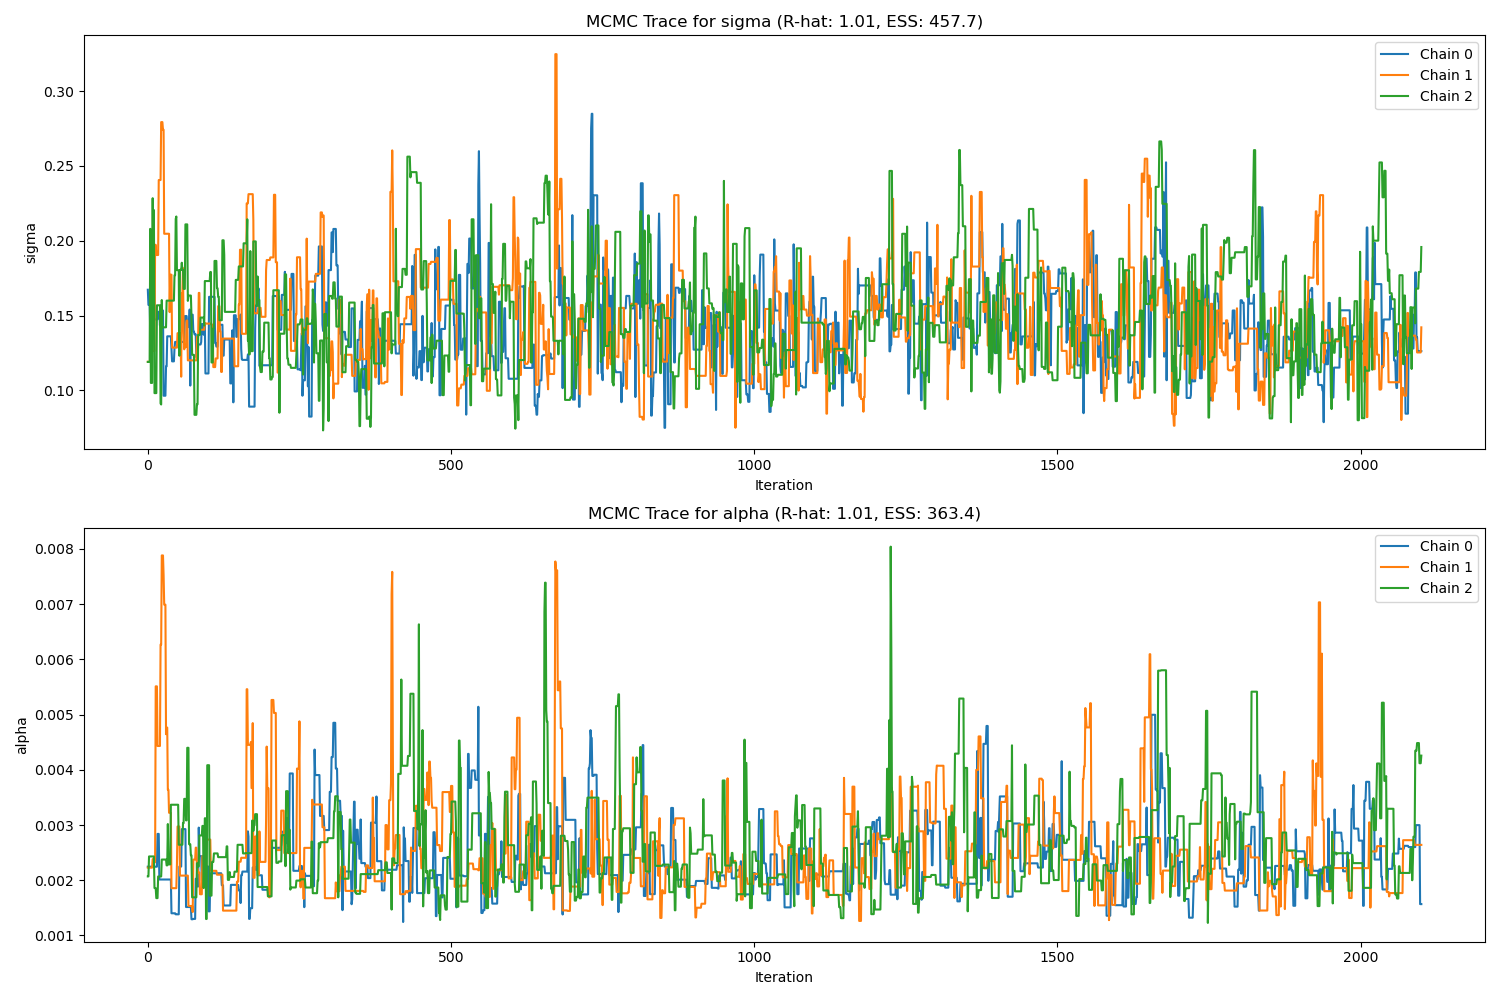 MCMC Trace for sigma (R-hat: 1.01, ESS: 457.7)
Chain 0
Chain 1
Chain 2
0.30
0.25
0.20
0.15
0.10
sigma
0 500 1000 1500 2000
Iteration
MCMC Trace for alpha (R-hat: 1.01, ESS: 363.4)
Chain 0
Chain 1
Chain 2
0.008
0.007
0.006
0.005
0.004
0.003
0.002
0.001
alpha
0 500 1000 1500 2000
Iteration